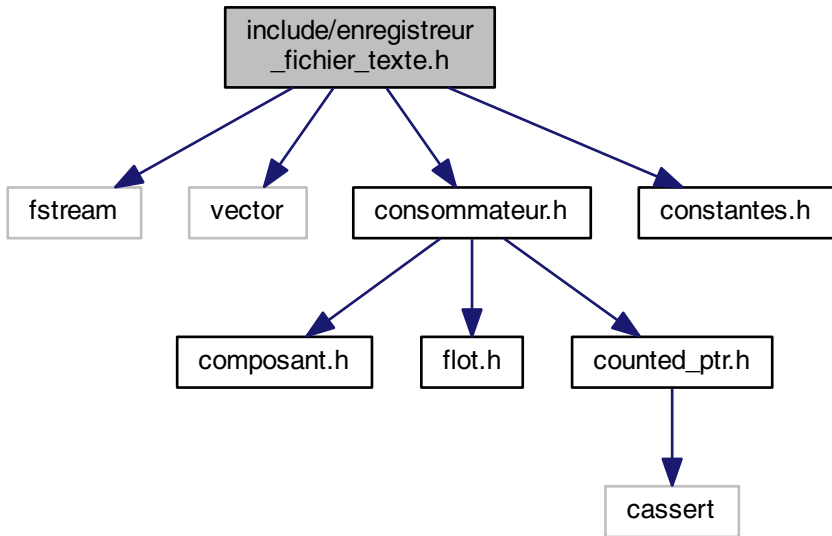 include/enregistreur
_fichier_texte.h
fstream
vector
consommateur.h
constantes.h
composant.h
flot.h
counted_ptr.h
cassert